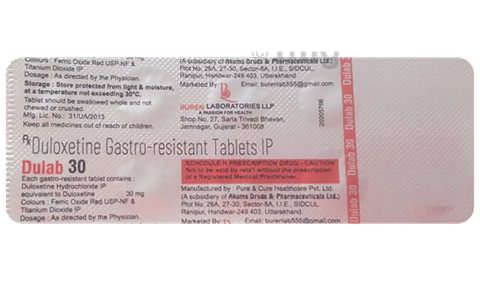 Colours : Ferric Oxide Red USP-NF &
Titanium Dioxide IP
Dosage : As directed by the Physician.
Storage : Store protected from light & moisture,
at a temperature not exceeding 30°C.
Tablet should be swallowed whole and not
chewed or crushed.
Mfg. Lic. No.: 31/UA/2013
Keep all medicines out of reach of children.
(A subsidiary of Akums Drugs & Pharmaceuticals Ltd.)
Plot No. 26A, 27-30, Sector-8A, I.I.E., SIDCUL,
Ranipur, Haridwar-249 403, Uttarakhand.
Marketed By: Email: burenlab555@gmail.com
BUREN LABORATORIES LLP
A PASSION FOR HEALTH
Shop No. 27, Sarla Trivedi Bhevan,
Jamnagar, Gujarat - 361008
Rx Duloxetine Gastro-resistant Tablets IP
Dulab 30
Each gastro-resistant tablet contains :
Duloxetine Hydrochloride IP
equivalent to Duloxetine 30 mg
Colours : Ferric Oxide Red USP-NF &
Titanium Dioxide IP
Dosage : As directed by the Physician.
SCHEDULE H PRESCRIPTION DRUG - CAUTION
Not to be sold by retail without the prescription
of a Registered Medical Practitioner.
Manufactured by : Pure & Cure Healthcare Pvt. Ltd.
(A subsidiary of Akums Drugs & Pharmaceuticals Ltd.)
Plot No. 26A, 27-30, Sector-8A, I.I.E., SIDCUL,
Ranipur, Haridwar-249 403, Uttarakhand.
Marketed By: Email: burenlab555@gmail.com
Dulab 30
Dulab 30
Dulab 30